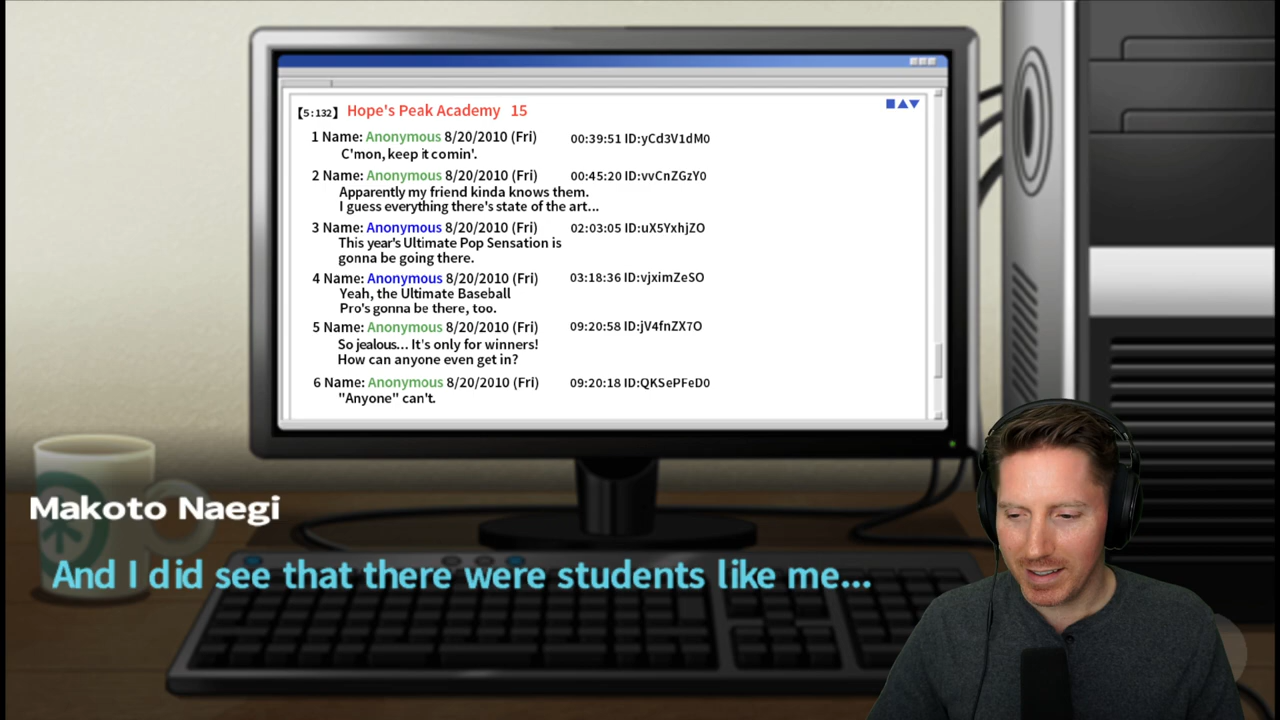 【5:132】 Hope's Peak Academy 15
1 Name: Anonymous 8/20/2010 (Fri) 00:39:51 ID:yCd3V1dM0
C'mon, keep it comin'.
2 Name: Anonymous 8/20/2010 (Fri) 00:45:20 ID:vvCnZGzY0
Apparently my friend kinda knows them.
I guess everything there's state of the art...
3 Name: Anonymous 8/20/2010 (Fri) 02:03:05 ID:uX5YxhjZO
This year's Ultimate Pop Sensation is
gonna be going there.
4 Name: Anonymous 8/20/2010 (Fri) 03:18:36 ID:vjximZeSO
Yeah, the Ultimate Baseball
Pro's gonna be there, too.
5 Name: Anonymous 8/20/2010 (Fri) 09:20:58 ID:jV4fnZX7O
So jealous... It's only for winners!
How can anyone even get in?
6 Name: Anonymous 8/20/2010 (Fri) 09:20:18 ID:QKSePFeD0
"Anyone" can't.
Makoto Naegi
And I did see that there were students like me...